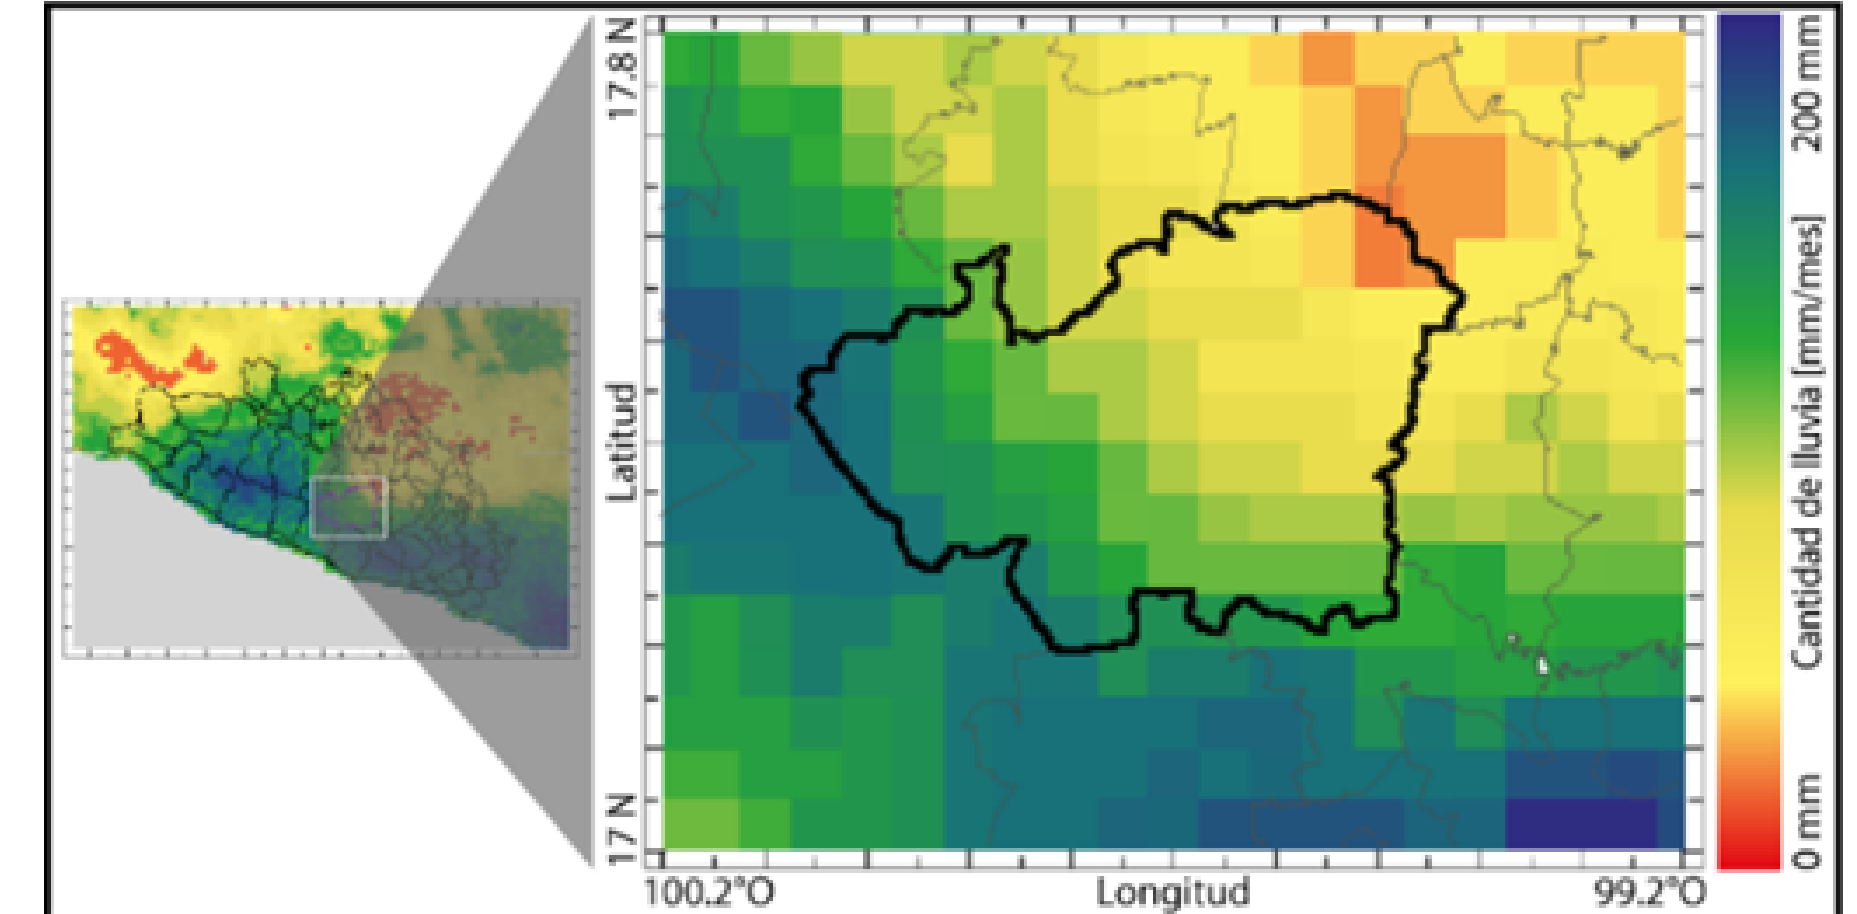 17.8 N
Latitud
17 N
100.2°O
Longitud
99.2°O
200 mm
Cantidad de lluvia [mm/mes]
0 mm